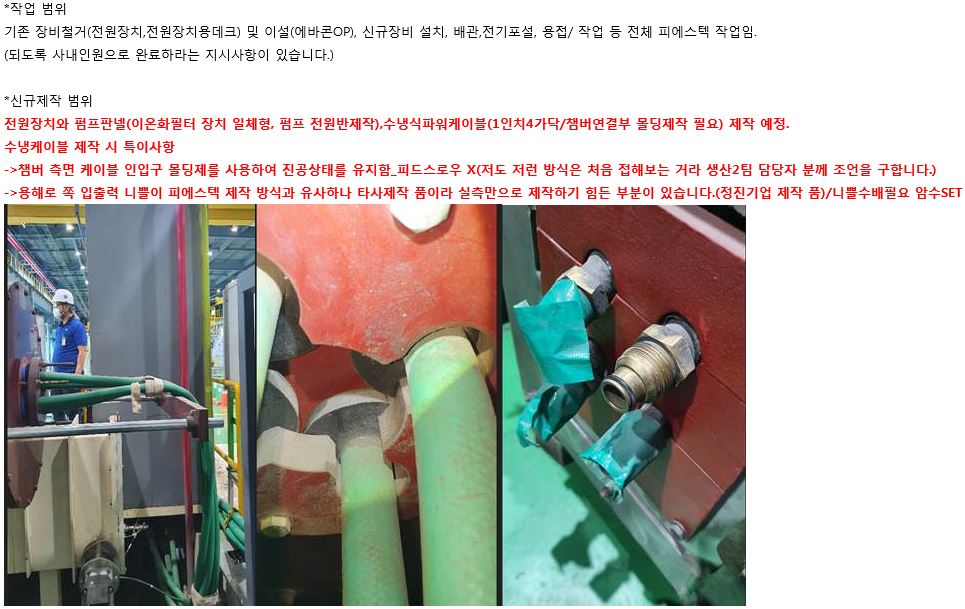 *작업 범위
기존 장비철거(전원장치,전원장치용데크) 및 이설(에바콘OP), 신규장비 설치, 배관,전기포설, 용접/ 작업 등 전체 피에스텍 작업임.
(되도록 사내인원으로 완료하라는 지시사항이 있습니다.)
*신규제작 범위
전원장치와 펌프판넬(이온화필터 장치 일체형, 펌프 전원반제작),수냉식파워케이블(1인치4가닥/챔버연결부 몰딩제작 필요) 제작 예정.
수냉케이블 제작 시 특이사항
->챔버 측면 케이블 인입구 몰딩제를 사용하여 진공상태를 유지함_피드스로우 X(저도 저런 방식은 처음 접해보는 거라 생산2팀 담당자 분께 조언을 구합니다.)
->용해로 쪽 입출력 니쁠이 피에스텍 제작 방식과 유사하나 타사제작 품이라 실측만으로 제작하기 힘든 부분이 있습니다.(정진기업 제작 품)/니쁠수배필요 암수SET